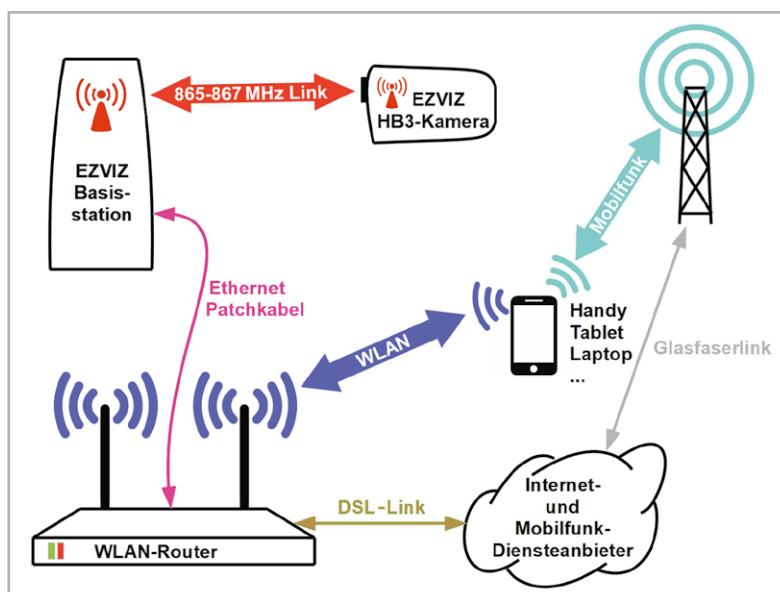 865-867 MHz Link
EZVIZ
HB3-Kamera
EZVIZ
Basis-
station
Mobilfunk
Ethernet
Patchkabel
WLAN
Handy
Tablet
Laptop
...
Glasfaserlink
DSL-Link
Internet-
und
Mobilfunk-
Diensteanbieter
WLAN-Router